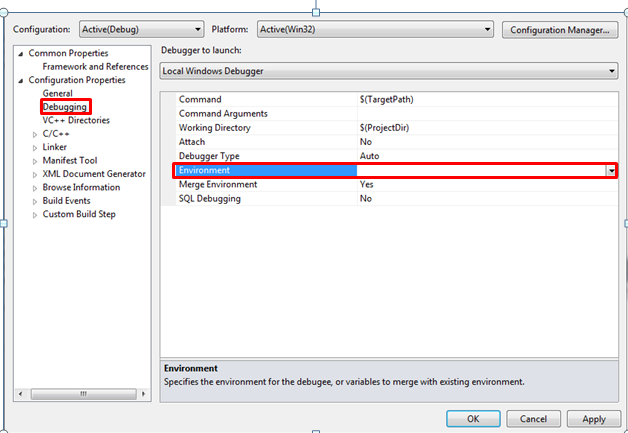 Configuration: Active(Debug) Platform: Active(Win32) Configuration Manager...
Common Properties
Framework and References
Configuration Properties
General
Debugging
VC++ Directories
C/C++
Linker
Manifest Tool
XML Document Generator
Browse Information
Build Events
Custom Build Step
Debugger to launch:
Local Windows Debugger
Command $(TargetPath)
Command Arguments
Working Directory $(ProjectDir)
Attach No
Debugger Type Auto
Environment
Merge Environment Yes
SQL Debugging No
Environment
Specifies the environment for the debugee, or variables to merge with existing environment.
OK Cancel Apply